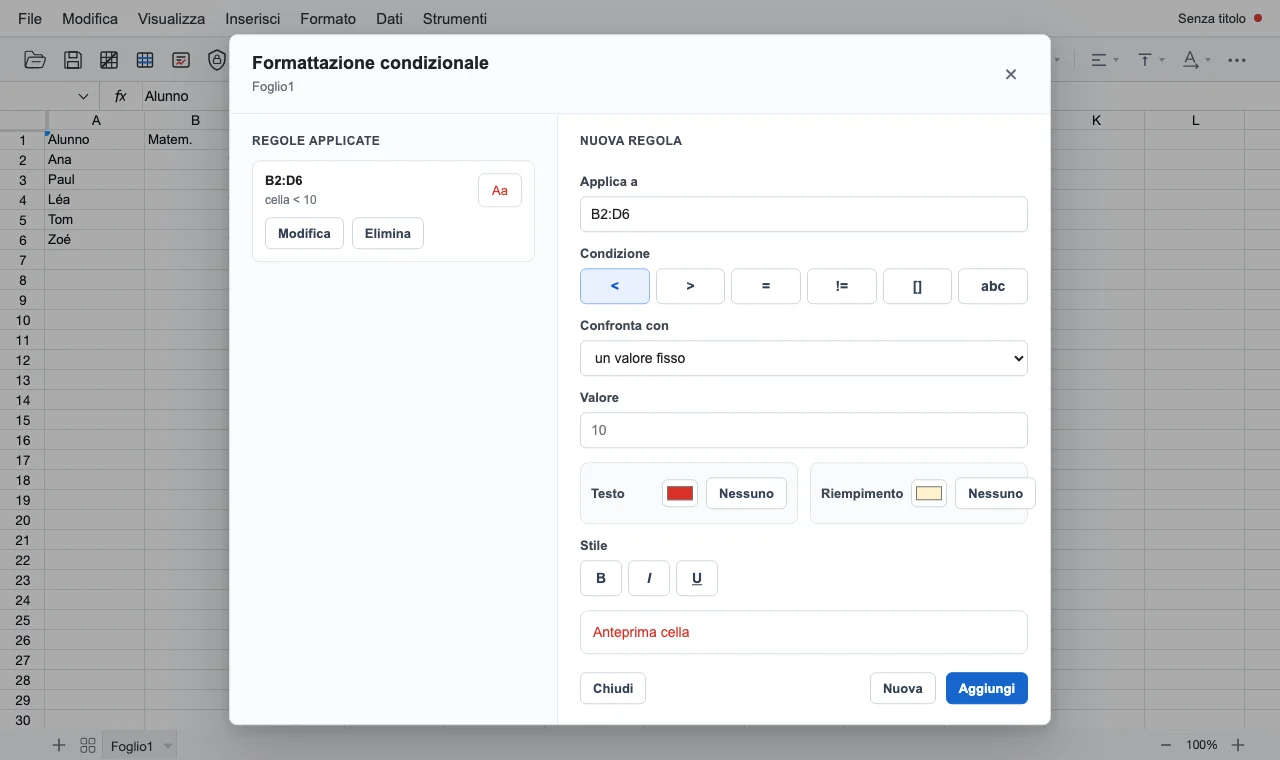 File Modifica Visualizza Inserisci Formato Dati Strumenti Senza titolo
Formattazione condizionale
Foglio1
fx Alunno
A B K L
1 Alunno Matem.
2 Ana
3 Paul
4 Léa
5 Tom
6 Zoé
7
8
9
10
11
12
13
14
15
16
17
18
19
20
21
22
23
24
25
26
27
28
29
30
REGOLE APPLICATE
B2:D6
cella < 10
Aa
Modifica Elimina
NUOVA REGOLA
Applica a
B2:D6
Condizione
< > = != [] abc
Confronta con
un valore fisso
Valore
10
Testo Nessuno Riempimento Nessuno
Stile
B I U
Anteprima cella
Chiudi Nuova Aggiungi
Foglio1 100%